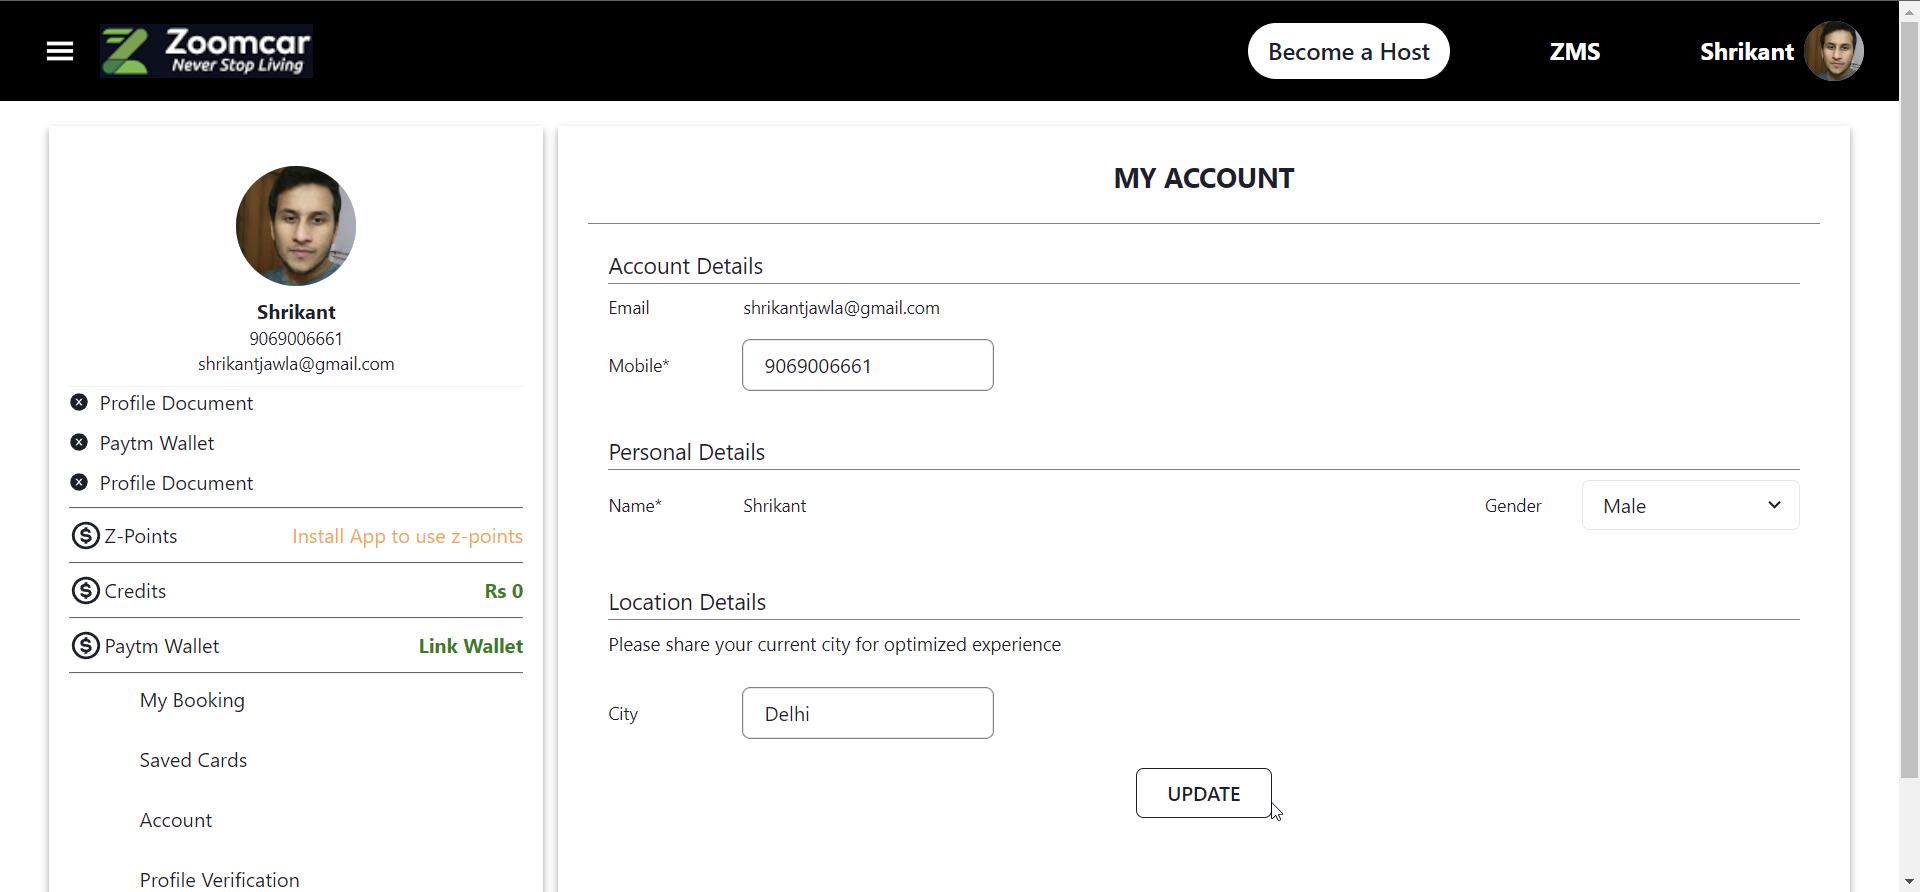 Zoomcar
Never Stop Living
Become a Host
ZMS
Shrikant
Shrikant
9069006661
shrikantjawla@gmail.com
Profile Document
Paytm Wallet
Profile Document
Z-Points Install App to use z-points
Credits Rs 0
Paytm Wallet Link Wallet
My Booking
Saved Cards
Account
Profile Verification
MY ACCOUNT
Account Details
Email shrikantjawla@gmail.com
Mobile* 9069006661
Personal Details
Name* Shrikant Gender Male
Location Details
Please share your current city for optimized experience
City Delhi
UPDATE